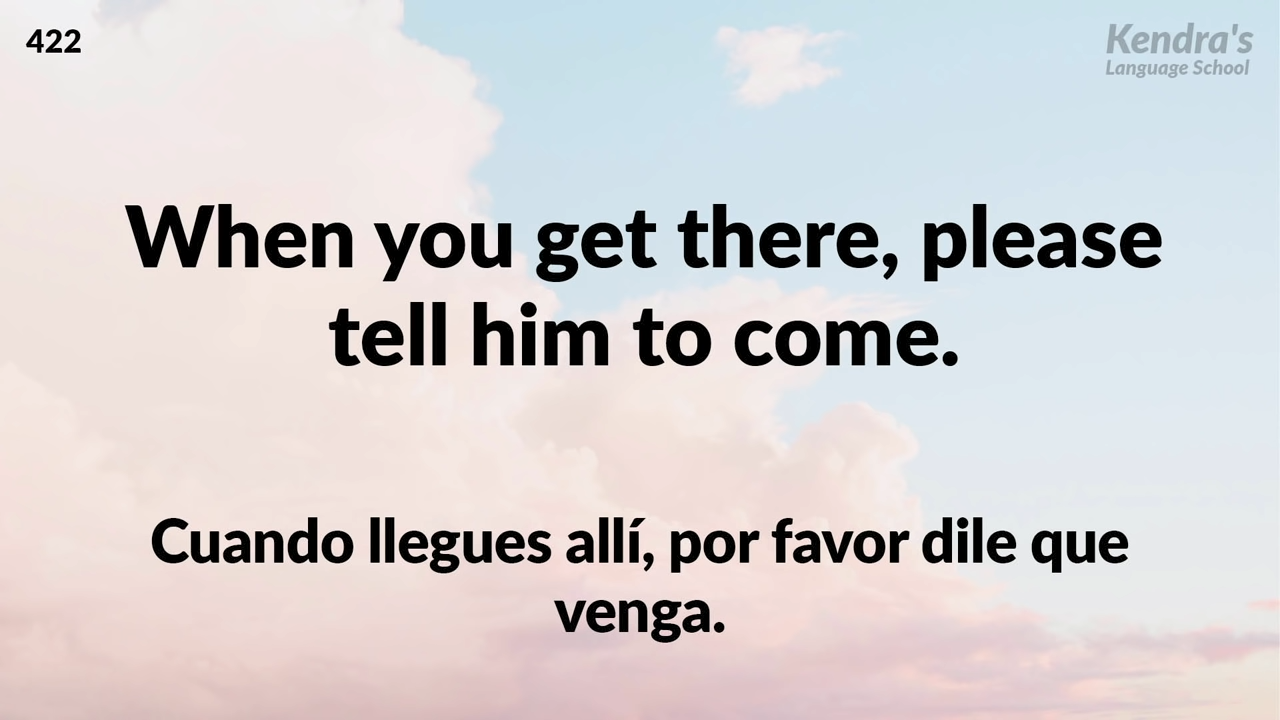 422
Kendra's
Language School
When you get there, please
tell him to come.
Cuando llegues allí, por favor dile que
venga.